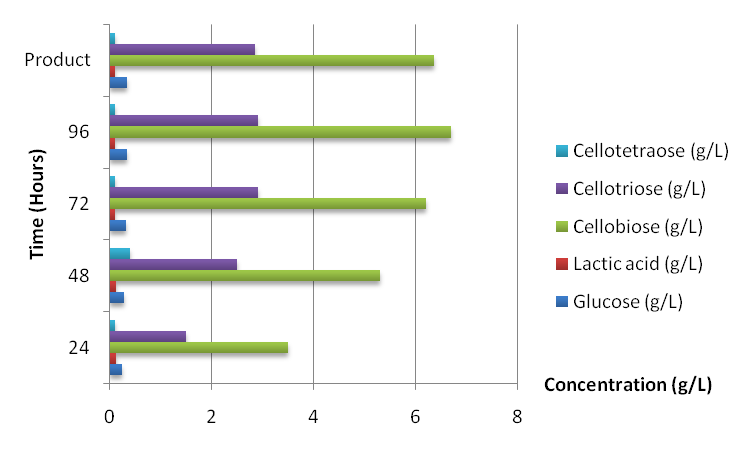 Product
96
72
48
24
Time (Hours)
0 2 4 6 8
Concentration (g/L)
Cellotetraose (g/L)
Cellotriose (g/L)
Cellobiose (g/L)
Lactic acid (g/L)
Glucose (g/L)